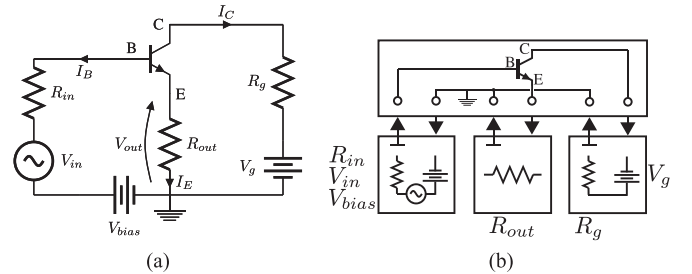 C
I_C
B
I_B
R_in
R_g
E
V_out
R_out
V_in
V_g
I_E
V_bias
(a)
C
B
E
R_in
V_in
V_bias
V_g
R_out
R_g
(b)